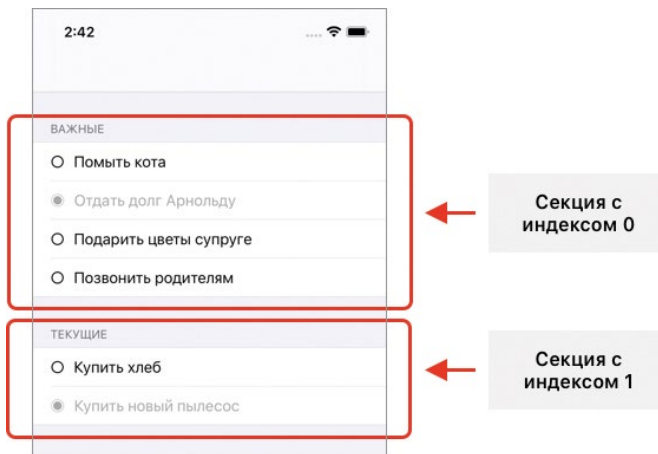 2:42
ВАЖНЫЕ
Помыть кота
Отдать долг Арнольду
Подарить цветы супруге
Позвонить родителям
Секция с
индексом 0
ТЕКУЩИЕ
Купить хлеб
Купить новый пылесос
Секция с
индексом 1